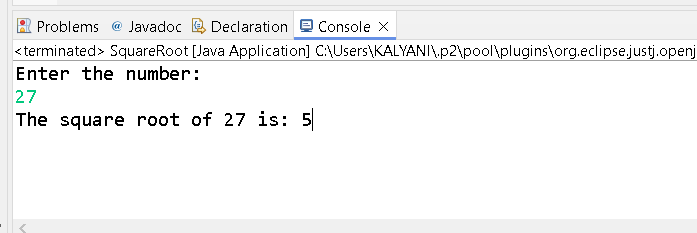 Problems @ Javadoc Declaration Console
<terminated> SquareRoot [Java Application] C:\Users\KALYANI\.p2\pool\plugins\org.eclipse.justj.openj
Enter the number:
27
The square root of 27 is: 5